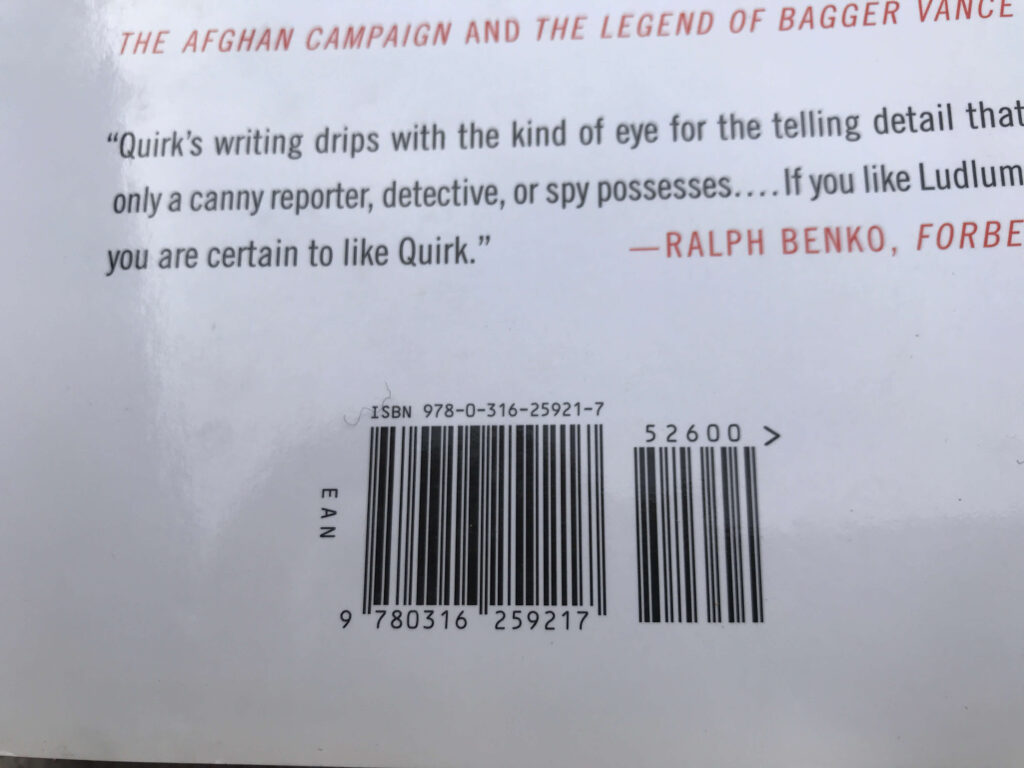 THE AFGHAN CAMPAIGN AND THE LEGEND OF BAGGER VANCE
“Quirk’s writing drips with the kind of eye for the telling detail that
only a canny reporter, detective, or spy possesses....If you like Ludlum
you are certain to like Quirk.” —RALPH BENKO, FORBE
ISBN 978-0-316-25921-7
52600 >
EAN
9 780316 259217